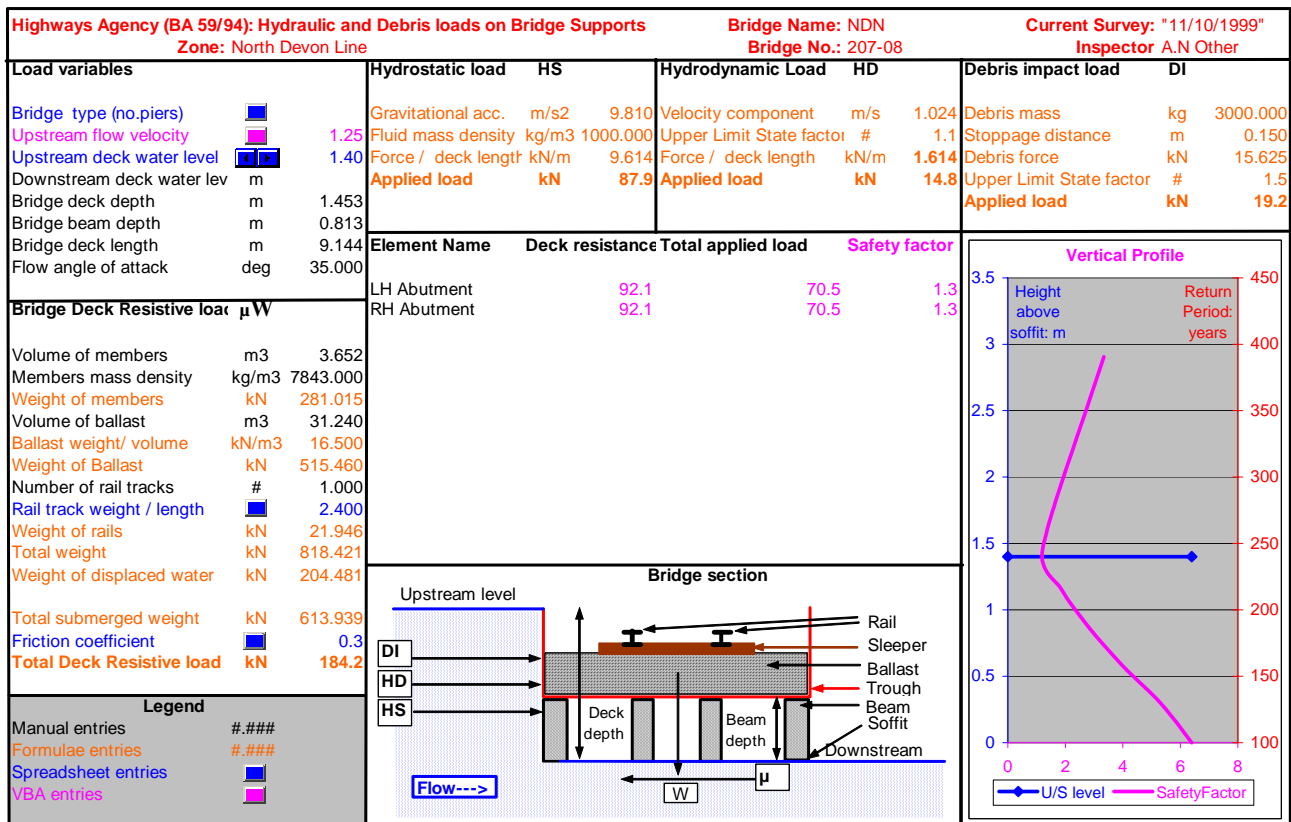 Highways Agency (BA 59/94): Hydraulic and Debris loads on Bridge Supports Bridge Name: NDN Current Survey: "11/10/1999"
Zone: North Devon Line Bridge No.: 207-08 Inspector A.N Other
Load variables
Bridge type (no.piers)
Upstream flow velocity 1.25
Upstream deck water level 1.40
Downstream deck water lev m
Bridge deck depth m 1.453
Bridge beam depth m 0.813
Bridge deck length m 9.144
Flow angle of attack deg 35.000
Bridge Deck Resistive loac µW
Volume of members m3 3.652
Members mass density kg/m3 7843.000
Weight of members kN 281.015
Volume of ballast m3 31.240
Ballast weight/ volume kN/m3 16.500
Weight of Ballast kN 515.460
Number of rail tracks # 1.000
Rail track weight / length 2.400
Weight of rails kN 21.946
Total weight kN 818.421
Weight of displaced water kN 204.481
Total submerged weight kN 613.939
Friction coefficient 0.3
Total Deck Resistive load kN 184.2
Legend
Manual entries #.###
Formulae entries #.###
Spreadsheet entries
VBA entries
Hydrostatic load HS
Gravitational acc. m/s2 9.810
Fluid mass density kg/m3 1000.000
Force / deck length kN/m 9.614
Applied load kN 87.9
Hydrodynamic Load HD
Velocity component m/s 1.024
Upper Limit State factor # 1.1
Force / deck length kN/m 1.614
Applied load kN 14.8
Debris impact load DI
Debris mass kg 3000.000
Stoppage distance m 0.150
Debris force kN 15.625
Upper Limit State factor # 1.5
Applied load kN 19.2
Element Name Deck resistance Total applied load Safety factor
LH Abutment 92.1 70.5 1.3
RH Abutment 92.1 70.5 1.3
Bridge section
Upstream level
Rail
Sleeper
Ballast
Trough
Beam
Soffit
Downstream
DI
HD
HS
Deck depth
Beam depth
µ
W
Flow--->
Vertical Profile
Height above soffit: m
Return Period: years
3.5
3
2.5
2
1.5
1
0.5
0
450
400
350
300
250
200
150
100
0 2 4 6 8
U/S level SafetyFactor